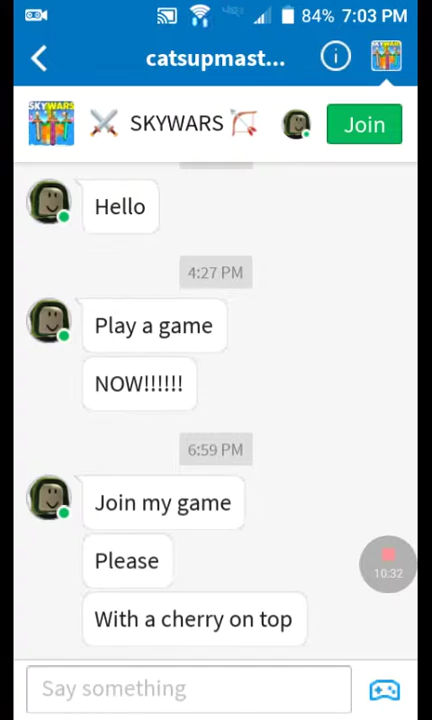 84% 7:03 PM
catsupmast...
SKYWARS
SKYWARS
Join
Hello
4:27 PM
Play a game
NOW!!!!!!
6:59 PM
Join my game
Please
10:32
With a cherry on top
Say something